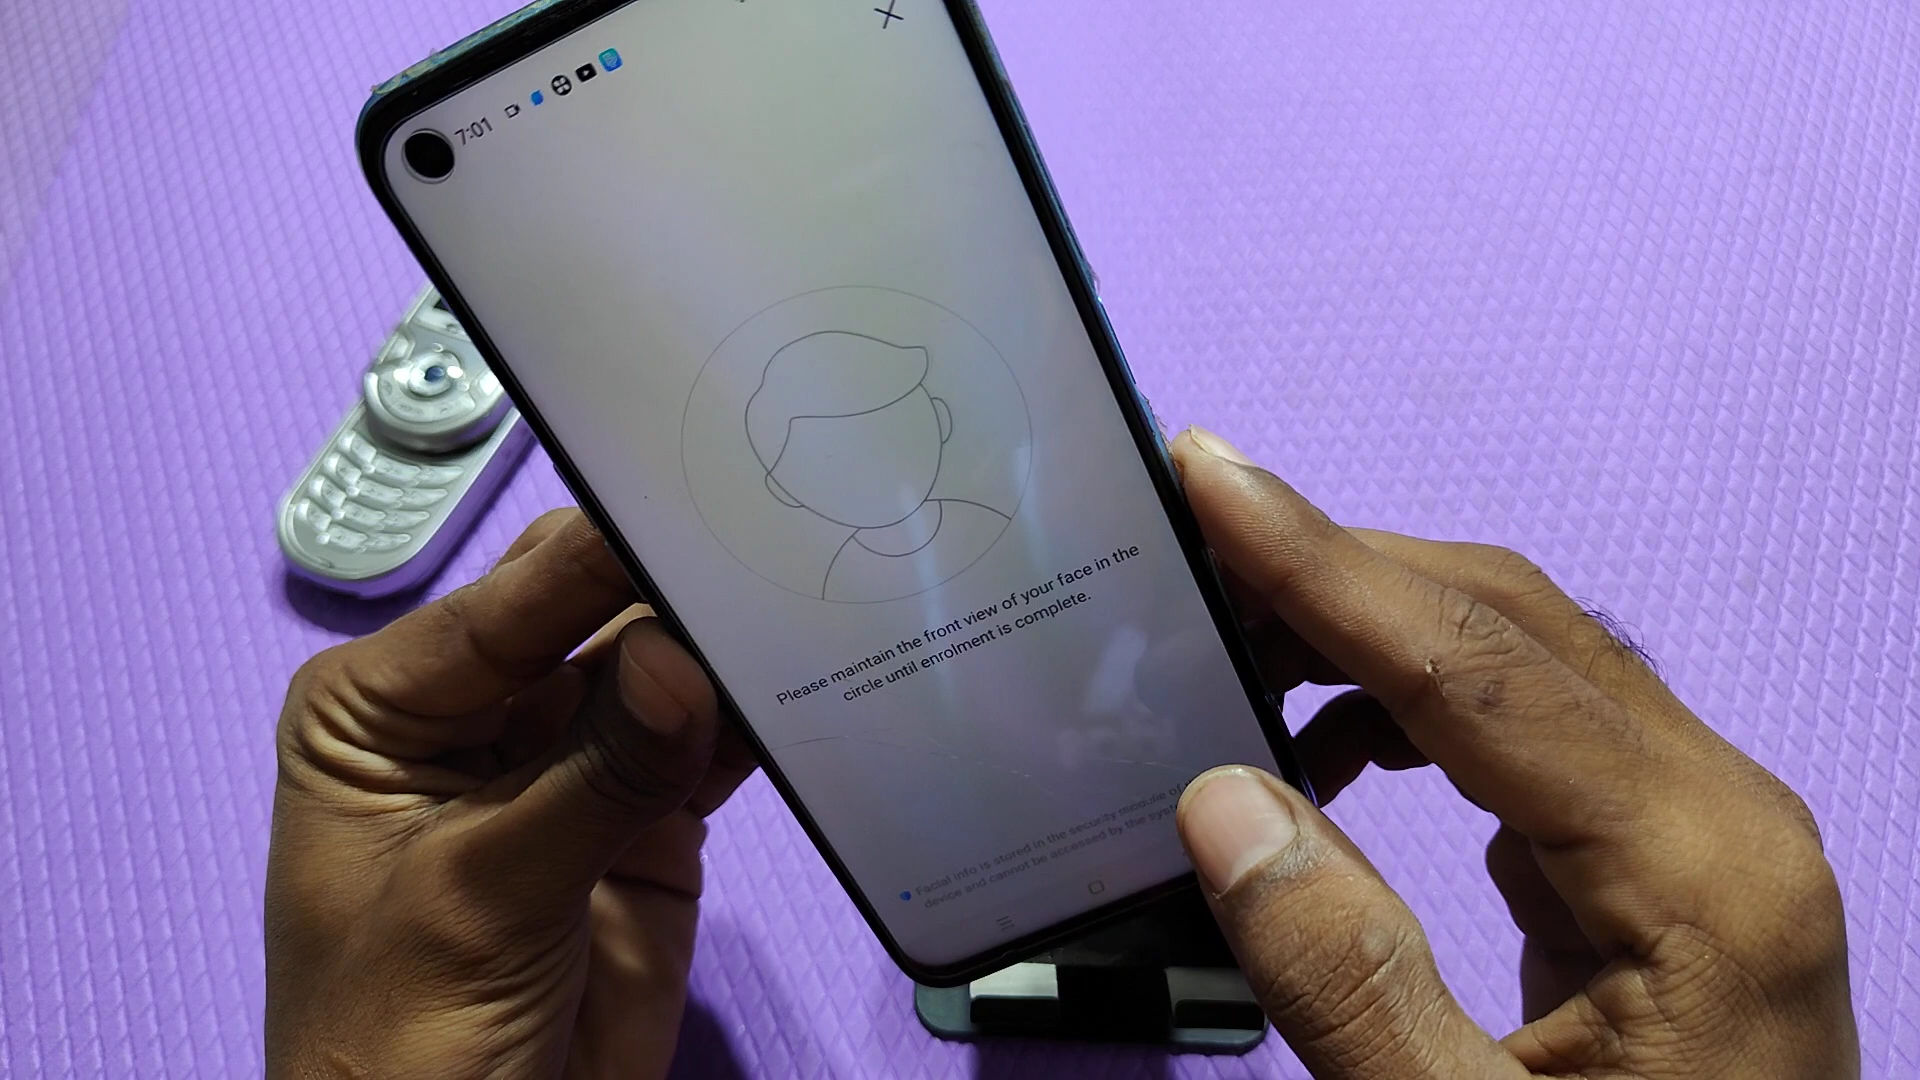 7:01
Please maintain the front view of your face in the
circle until enrolment is complete.
Facial info is stored in the security module of
device and cannot be accessed by the